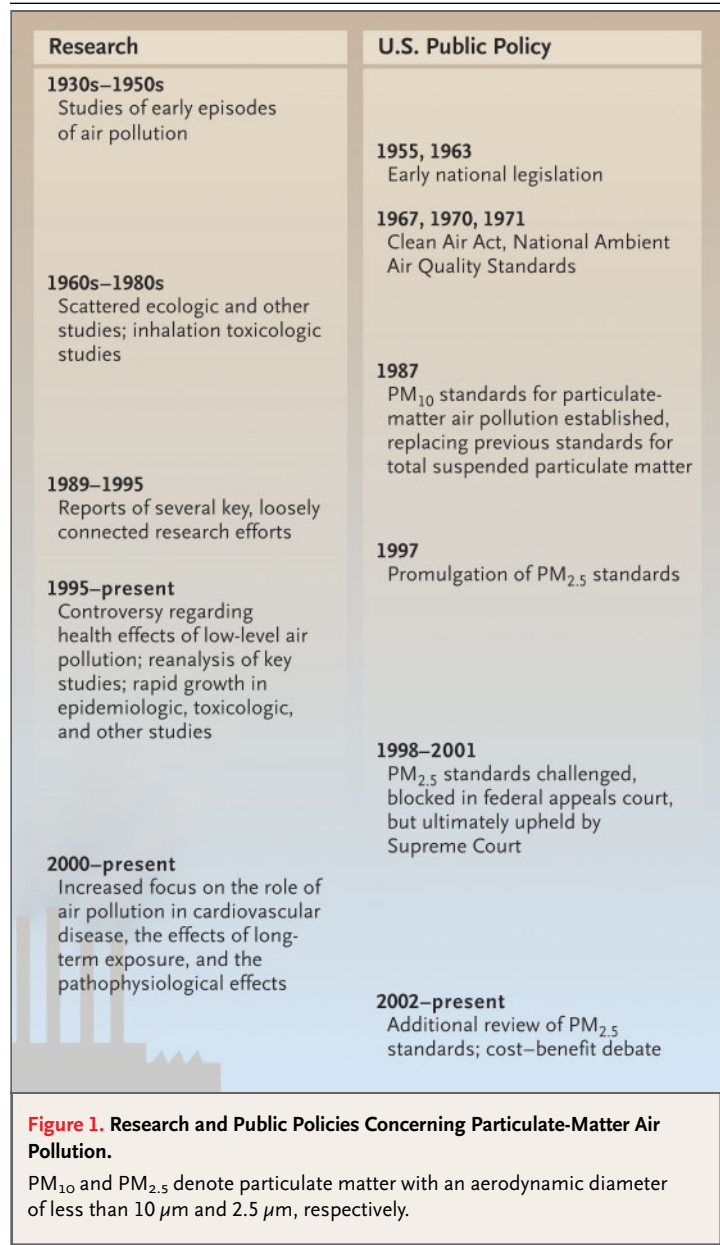 Research
1930s–1950s
Studies of early episodes
of air pollution
1960s–1980s
Scattered ecologic and other
studies; inhalation toxicologic
studies
1989–1995
Reports of several key, loosely
connected research efforts
1995–present
Controversy regarding
health effects of low-level air
pollution; reanalysis of key
studies; rapid growth in
epidemiologic, toxicologic,
and other studies
2000–present
Increased focus on the role of
air pollution in cardiovascular
disease, the effects of long-
term exposure, and the
pathophysiological effects
U.S. Public Policy
1955, 1963
Early national legislation
1967, 1970, 1971
Clean Air Act, National Ambient
Air Quality Standards
1987
PM₁₀ standards for particulate-
matter air pollution established,
replacing previous standards for
total suspended particulate matter
1997
Promulgation of PM₂.₅ standards
1998–2001
PM₂.₅ standards challenged,
blocked in federal appeals court,
but ultimately upheld by
Supreme Court
2002–present
Additional review of PM₂.₅
standards; cost–benefit debate
Figure 1. Research and Public Policies Concerning Particulate-Matter Air
Pollution.
PM₁₀ and PM₂.₅ denote particulate matter with an aerodynamic diameter
of less than 10 μm and 2.5 μm, respectively.